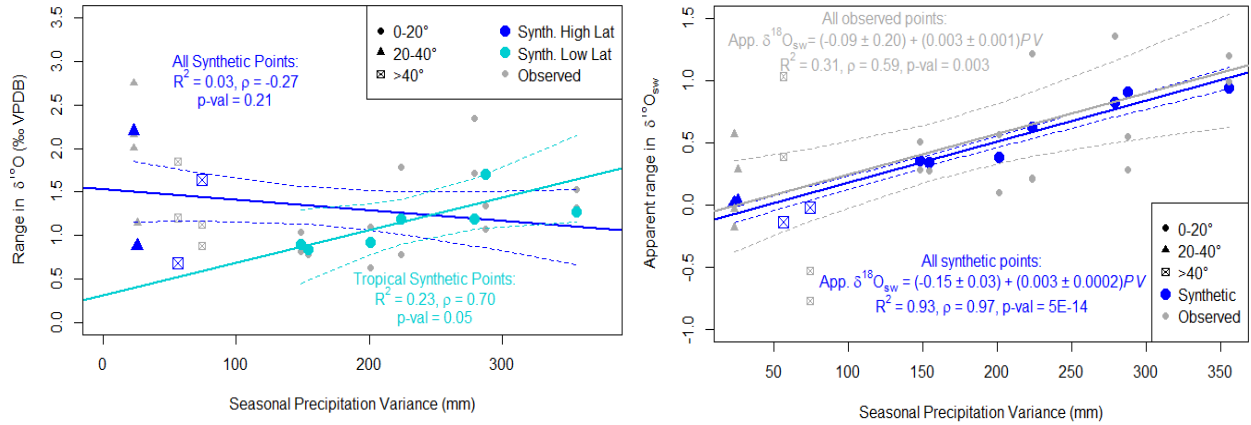 3.5
3.0
2.5
2.0
1.5
1.0
0.5
0.0
Range in δ¹⁸O (‰ VPDB)
0
100
200
300
Seasonal Precipitation Variance (mm)
All Synthetic Points:
R² = 0.03, ρ = -0.27
p-val = 0.21
0-20°
20-40°
>40°
Synth. High Lat
Synth. Low Lat
Observed
Tropical Synthetic Points:
R² = 0.23, ρ = 0.70
p-val = 0.05
1.5
1.0
0.5
0.0
-0.5
-1.0
Apparent range in δ¹⁸Osw
50
100
150
200
250
300
350
Seasonal Precipitation Variance (mm)
All observed points:
App. δ¹⁸Osw = (-0.09 ± 0.20) + (0.003 ± 0.001)PV
R² = 0.31, ρ = 0.59, p-val = 0.003
All synthetic points:
App. δ¹⁸Osw = (-0.15 ± 0.03) + (0.003 ± 0.0002)PV
R² = 0.93, ρ = 0.97, p-val = 5E-14
0-20°
20-40°
>40°
Synthetic
Observed